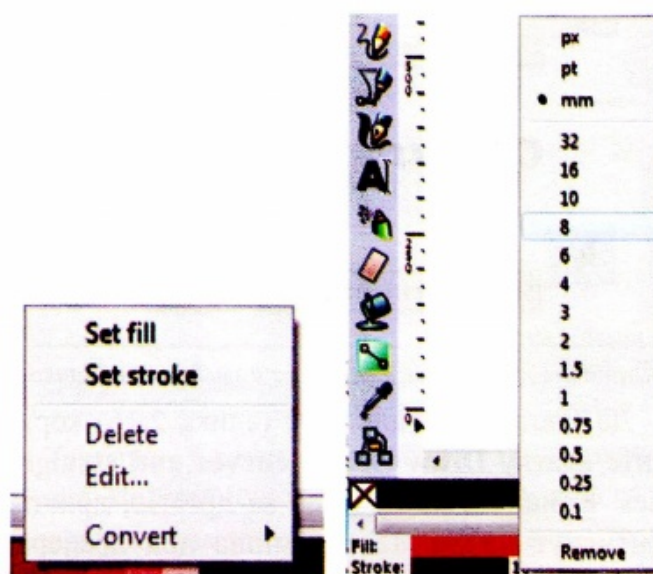 Set fill
Set stroke
Delete
Edit...
Convert
Fill:
Stroke:
px
pt
mm
32
16
10
8
6
4
3
2
1.5
1
0.75
0.5
0.25
0.1
Remove